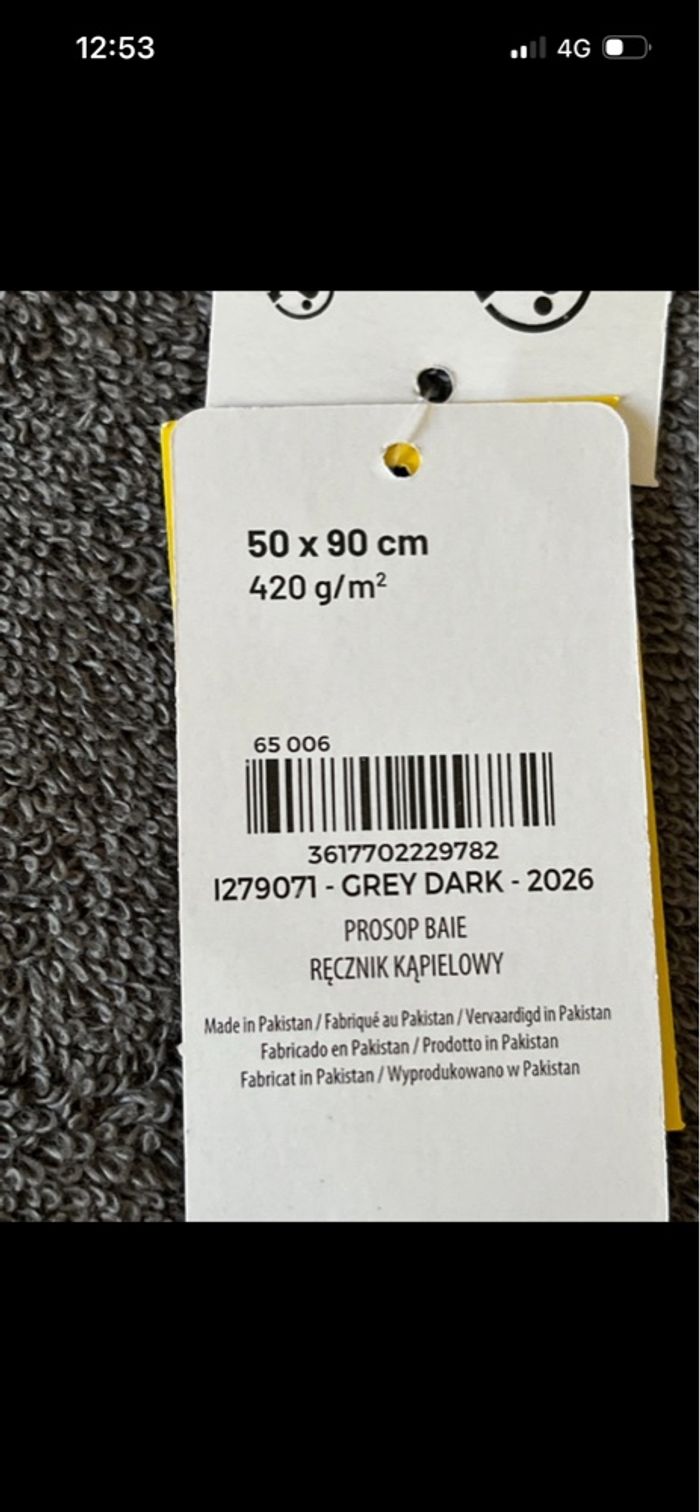 12:53
4G
50 x 90 cm
420 g/m²
65 006
3617702229782
I279071 - GREY DARK - 2026
PROSOP BAIE
RĘCZNIK KĄPIELOWY
Made in Pakistan / Fabriqué au Pakistan / Vervaardigd in Pakistan
Fabricado en Pakistan / Prodotto in Pakistan
Fabricat in Pakistan / Wyprodukowano w Pakistan